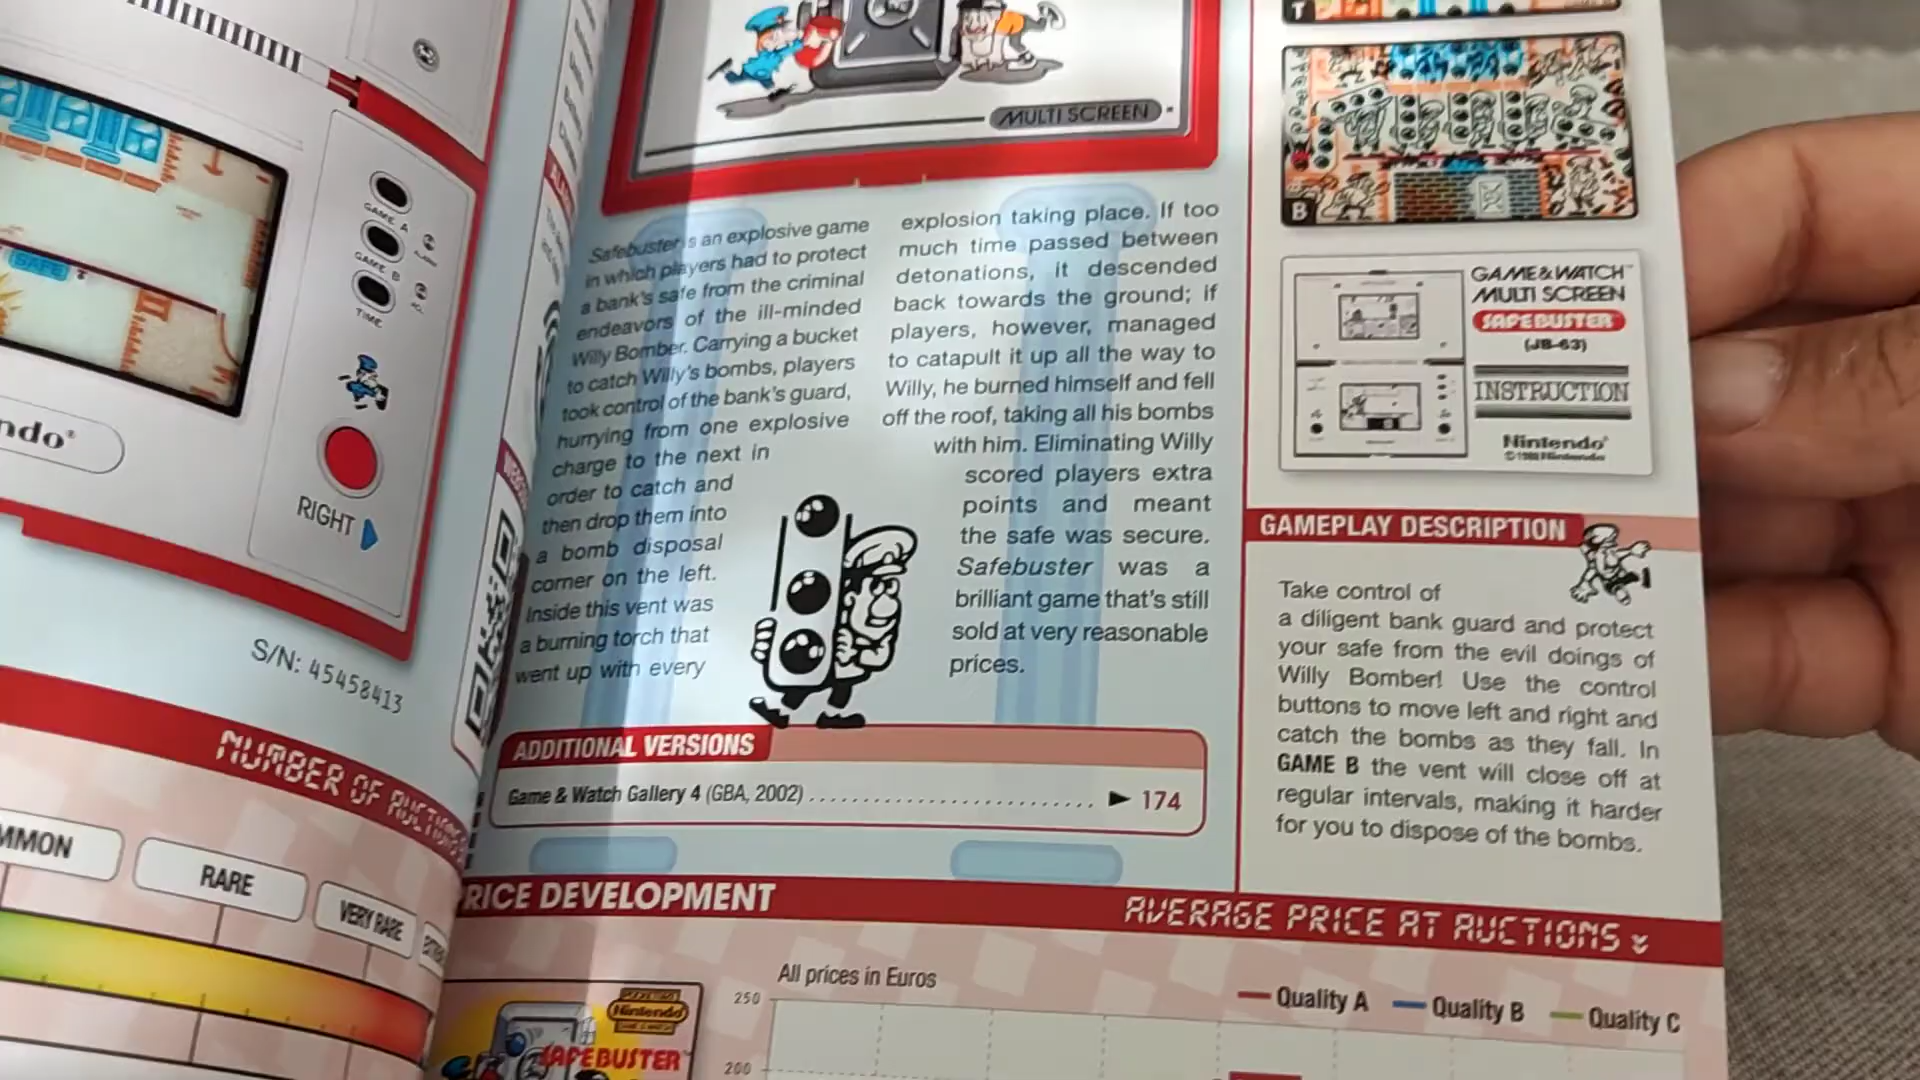 GAME A
GAME B
TIME
SAFE
RIGHT
S/N: 45458413
NUMBER OF AUCTIONS
RARE
VERY RARE
MULTI SCREEN
Safebuster is an explosive game
in which players had to protect
a bank's safe from the criminal
endeavors of the ill-minded
Willy Bomber. Carrying a bucket
to catch Willy's bombs, players
took control of the bank's guard,
hurrying from one explosive
charge to the next in
order to catch and
then drop them into
a bomb disposal
corner on the left.
Inside this vent was
a burning torch that
went up with every
explosion taking place. If too
much time passed between
detonations, it descended
back towards the ground; if
players, however, managed
to catapult it up all the way to
Willy, he burned himself and fell
off the roof, taking all his bombs
with him. Eliminating Willy
scored players extra
points and meant
the safe was secure.
Safebuster was a
brilliant game that's still
sold at very reasonable
prices.
ADDITIONAL VERSIONS
Game & Watch Gallery 4 (GBA, 2002) ............................ ► 174
T
B
GAME&WATCH™
MULTI SCREEN
SAFEBUSTER™
(JB-63)
INSTRUCTION
Nintendo®
©1988 Nintendo
GAMEPLAY DESCRIPTION
Take control of
a diligent bank guard and protect
your safe from the evil doings of
Willy Bomber! Use the control
buttons to move left and right and
catch the bombs as they fall. In
GAME B the vent will close off at
regular intervals, making it harder
for you to dispose of the bombs.
RICE DEVELOPMENT
AVERAGE PRICE AT AUCTIONS
All prices in Euros
250
200
Quality A
Quality B
Quality C
Nintendo
SAFEBUSTER